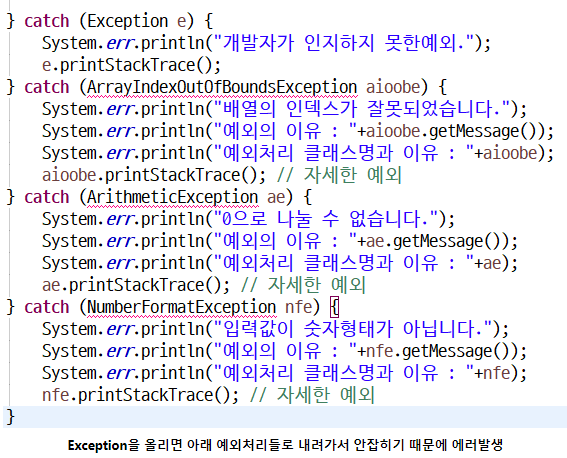 } catch (Exception e) {
System.err.println("개발자가 인지하지 못한예외.");
e.printStackTrace();
} catch (ArrayIndexOutOfBoundsException aioobe) {
System.err.println("배열의 인덱스가 잘못되었습니다.");
System.err.println("예외의 이유 : "+aioobe.getMessage());
System.err.println("예외처리 클래스명과 이유 : "+aioobe);
aioobe.printStackTrace(); // 자세한 예외
} catch (ArithmeticException ae) {
System.err.println("0으로 나눌 수 없습니다.");
System.err.println("예외의 이유 : "+ae.getMessage());
System.err.println("예외처리 클래스명과 이유 : "+ae);
ae.printStackTrace(); // 자세한 예외
} catch (NumberFormatException nfe) {
System.err.println("입력값이 숫자형태가 아닙니다.");
System.err.println("예외의 이유 : "+nfe.getMessage());
System.err.println("예외처리 클래스명과 이유 : "+nfe);
nfe.printStackTrace(); // 자세한 예외
}
Exception을 올리면 아래 예외처리들로 내려가서 안잡히기 때문에 에러발생